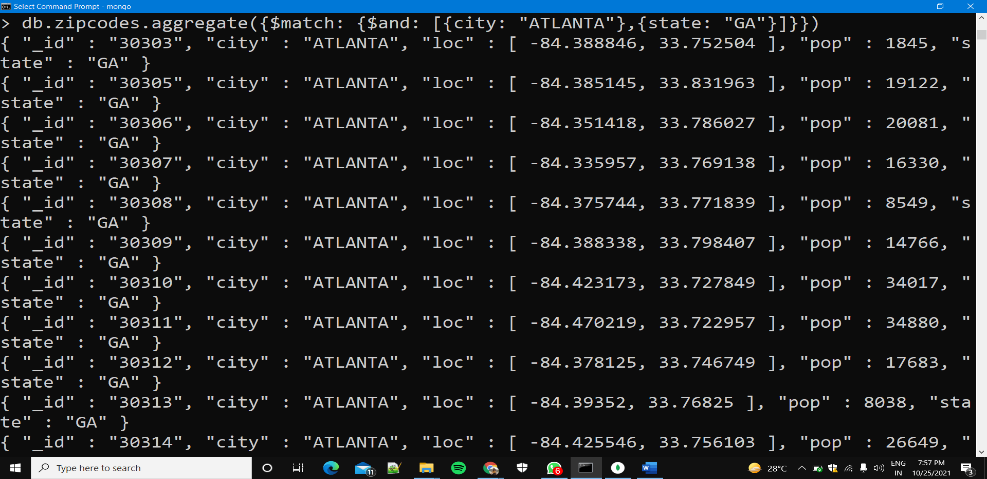 Select Command Prompt - mongo
> db.zipcodes.aggregate({$match: {$and: [{city: "ATLANTA"},{state: "GA"}]}})
{ "_id" : "30303", "city" : "ATLANTA", "loc" : [ -84.388846, 33.752504 ], "pop" : 1845, "s
tate" : "GA" }
{ "_id" : "30305", "city" : "ATLANTA", "loc" : [ -84.385145, 33.831963 ], "pop" : 19122, "
state" : "GA" }
{ "_id" : "30306", "city" : "ATLANTA", "loc" : [ -84.351418, 33.786027 ], "pop" : 20081, "
state" : "GA" }
{ "_id" : "30307", "city" : "ATLANTA", "loc" : [ -84.335957, 33.769138 ], "pop" : 16330, "
state" : "GA" }
{ "_id" : "30308", "city" : "ATLANTA", "loc" : [ -84.375744, 33.771839 ], "pop" : 8549, "s
tate" : "GA" }
{ "_id" : "30309", "city" : "ATLANTA", "loc" : [ -84.388338, 33.798407 ], "pop" : 14766, "
state" : "GA" }
{ "_id" : "30310", "city" : "ATLANTA", "loc" : [ -84.423173, 33.727849 ], "pop" : 34017, "
state" : "GA" }
{ "_id" : "30311", "city" : "ATLANTA", "loc" : [ -84.470219, 33.722957 ], "pop" : 34880, "
state" : "GA" }
{ "_id" : "30312", "city" : "ATLANTA", "loc" : [ -84.378125, 33.746749 ], "pop" : 17683, "
state" : "GA" }
{ "_id" : "30313", "city" : "ATLANTA", "loc" : [ -84.39352, 33.76825 ], "pop" : 8038, "sta
te" : "GA" }
{ "_id" : "30314", "city" : "ATLANTA", "loc" : [ -84.425546, 33.756103 ], "pop" : 26649, "
Type here to search
11
6
28°C
ENG
IN
7:57 PM
10/25/2021
3